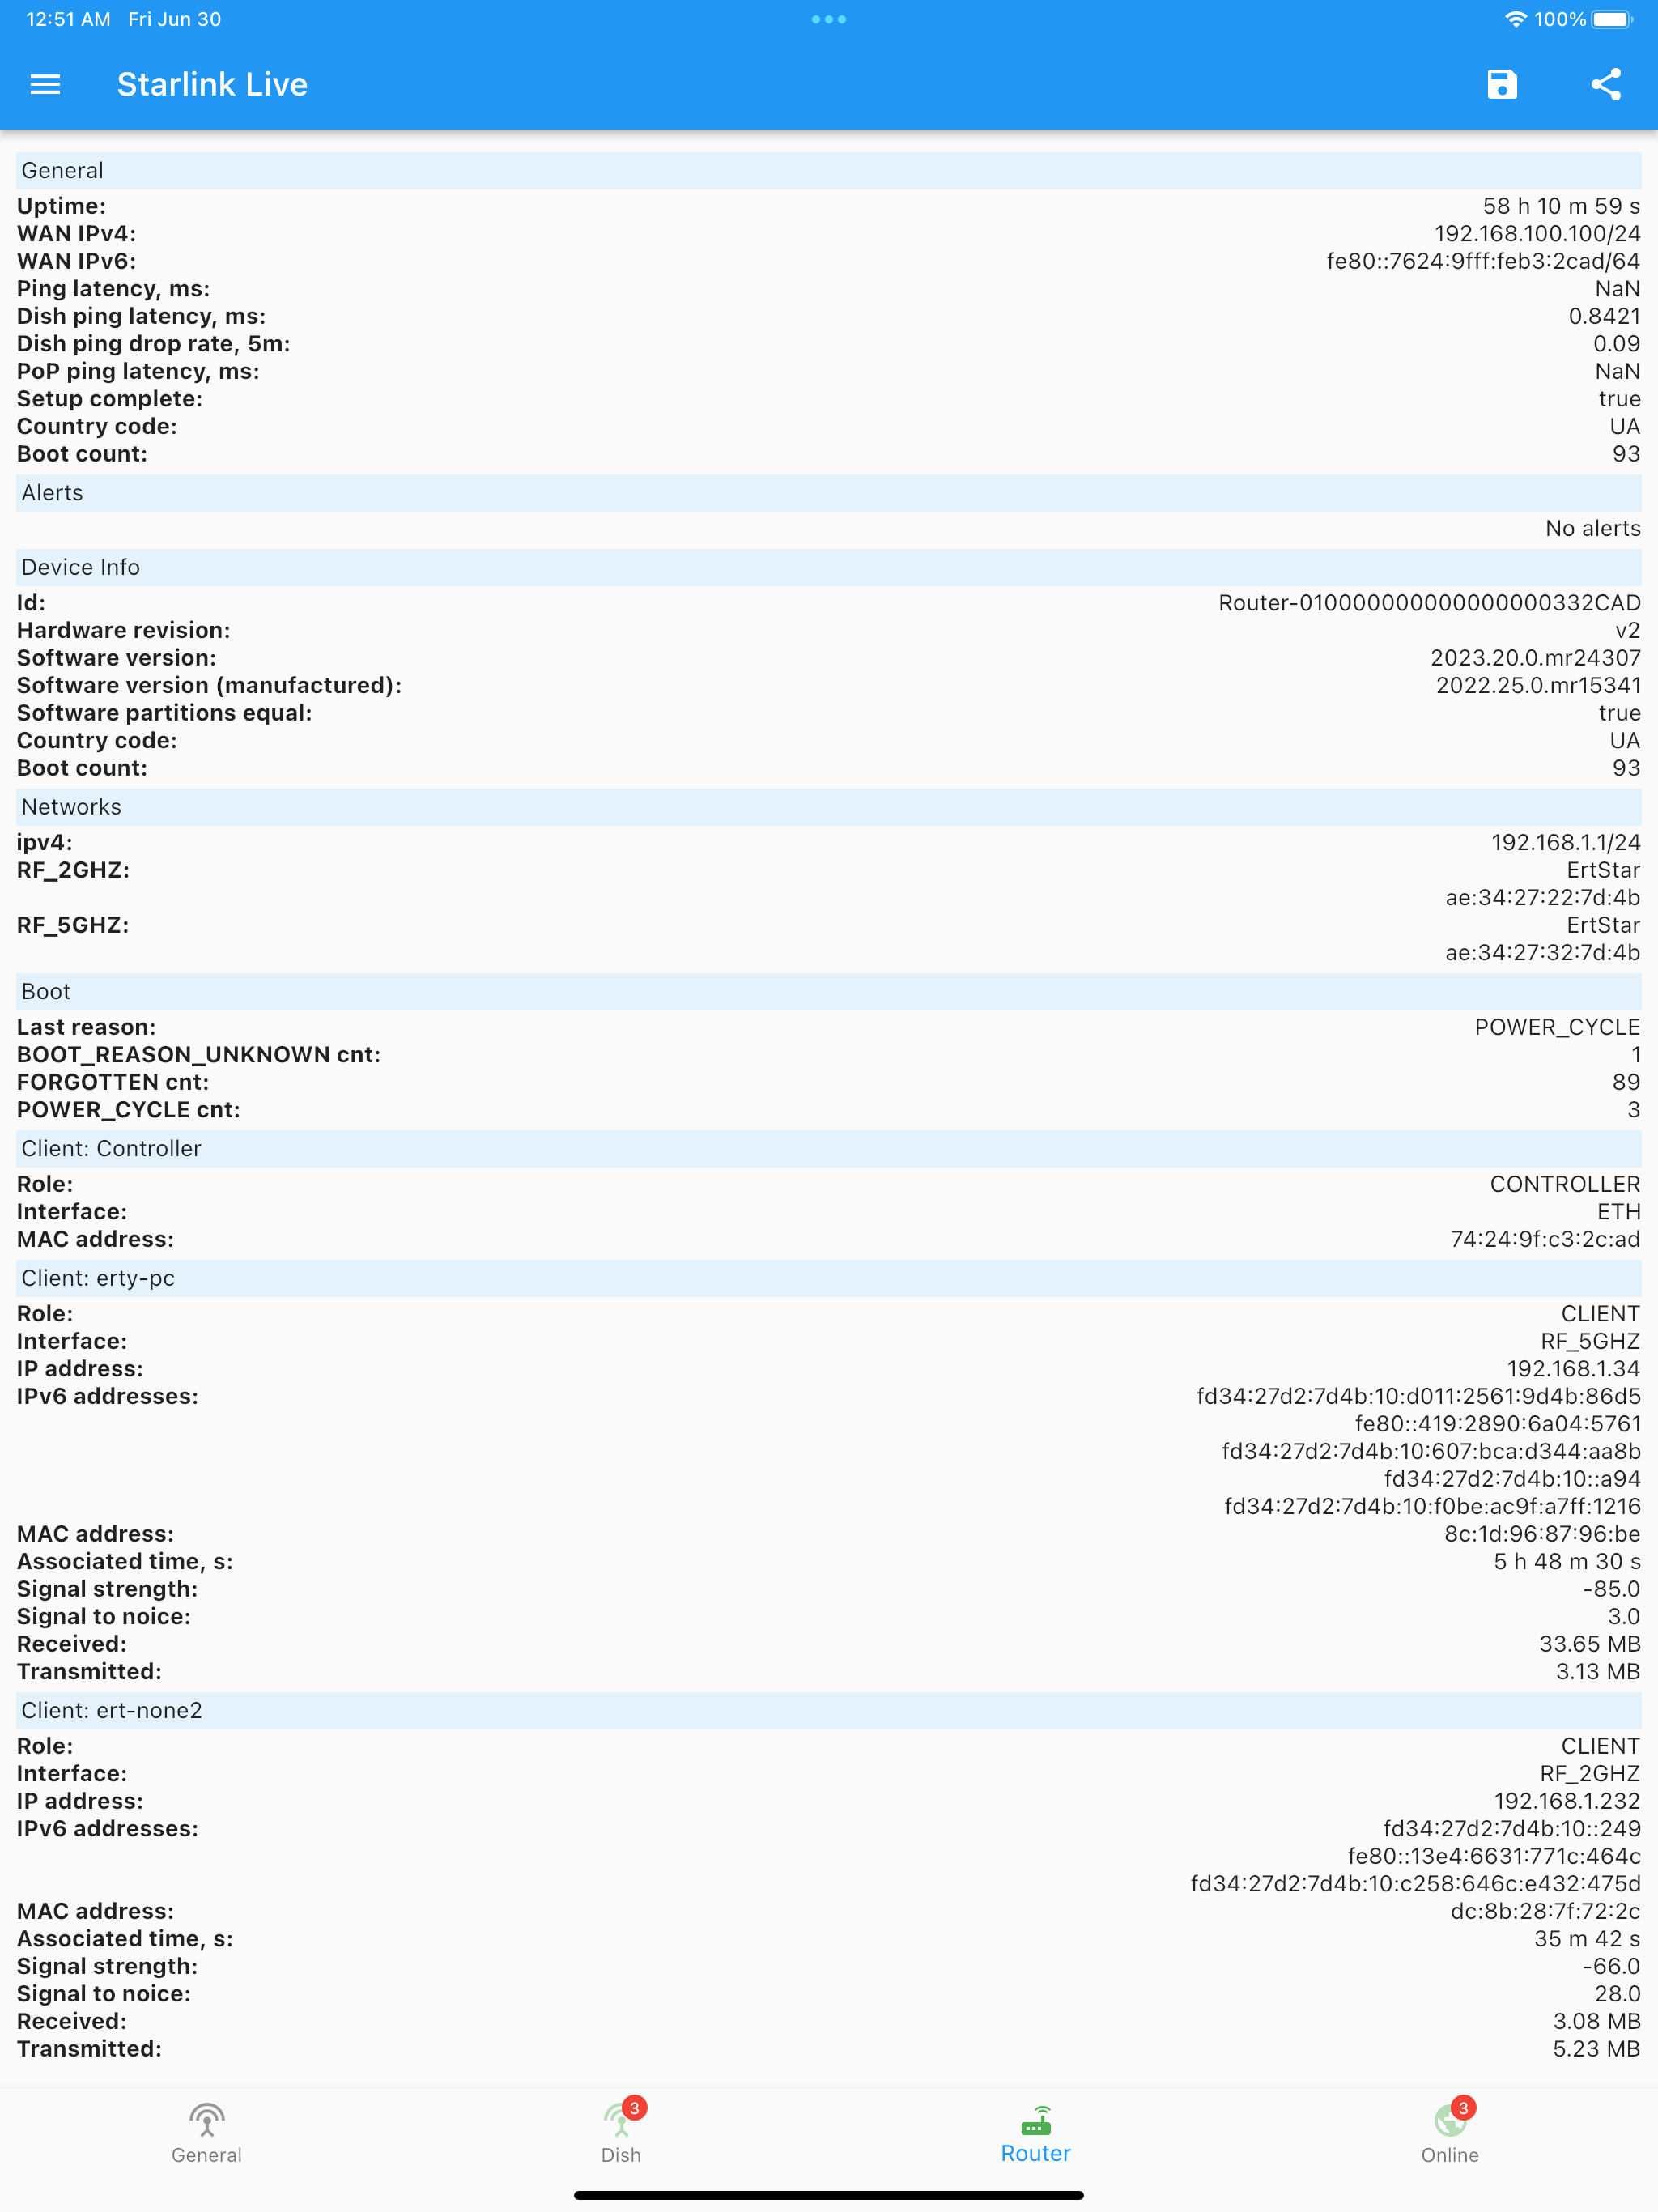 12:51 AM Fri Jun 30
100%
Starlink Live
General
Uptime: 58 h 10 m 59 s
WAN IPv4: 192.168.100.100/24
WAN IPv6: fe80::7624:9fff:feb3:2cad/64
Ping latency, ms: NaN
Dish ping latency, ms: 0.8421
Dish ping drop rate, 5m: 0.09
PoP ping latency, ms: NaN
Setup complete: true
Country code: UA
Boot count: 93
Alerts
No alerts
Device Info
Id: Router-010000000000000000332CAD
Hardware revision: v2
Software version: 2023.20.0.mr24307
Software version (manufactured): 2022.25.0.mr15341
Software partitions equal: true
Country code: UA
Boot count: 93
Networks
ipv4: 192.168.1.1/24
RF_2GHZ: ErtStar
ae:34:27:22:7d:4b
RF_5GHZ: ErtStar
ae:34:27:32:7d:4b
Boot
Last reason: POWER_CYCLE
BOOT_REASON_UNKNOWN cnt: 1
FORGOTTEN cnt: 89
POWER_CYCLE cnt: 3
Client: Controller
Role: CONTROLLER
Interface: ETH
MAC address: 74:24:9f:c3:2c:ad
Client: erty-pc
Role: CLIENT
Interface: RF_5GHZ
IP address: 192.168.1.34
IPv6 addresses: fd34:27d2:7d4b:10:d011:2561:9d4b:86d5
fe80::419:2890:6a04:5761
fd34:27d2:7d4b:10:607:bca:d344:aa8b
fd34:27d2:7d4b:10::a94
fd34:27d2:7d4b:10:f0be:ac9f:a7ff:1216
MAC address: 8c:1d:96:87:96:be
Associated time, s: 5 h 48 m 30 s
Signal strength: -85.0
Signal to noice: 3.0
Received: 33.65 MB
Transmitted: 3.13 MB
Client: ert-none2
Role: CLIENT
Interface: RF_2GHZ
IP address: 192.168.1.232
IPv6 addresses: fd34:27d2:7d4b:10::249
fe80::13e4:6631:771c:464c
fd34:27d2:7d4b:10:c258:646c:e432:475d
MAC address: dc:8b:28:7f:72:2c
Associated time, s: 35 m 42 s
Signal strength: -66.0
Signal to noice: 28.0
Received: 3.08 MB
Transmitted: 5.23 MB
3
3
General
Dish
Router
Online